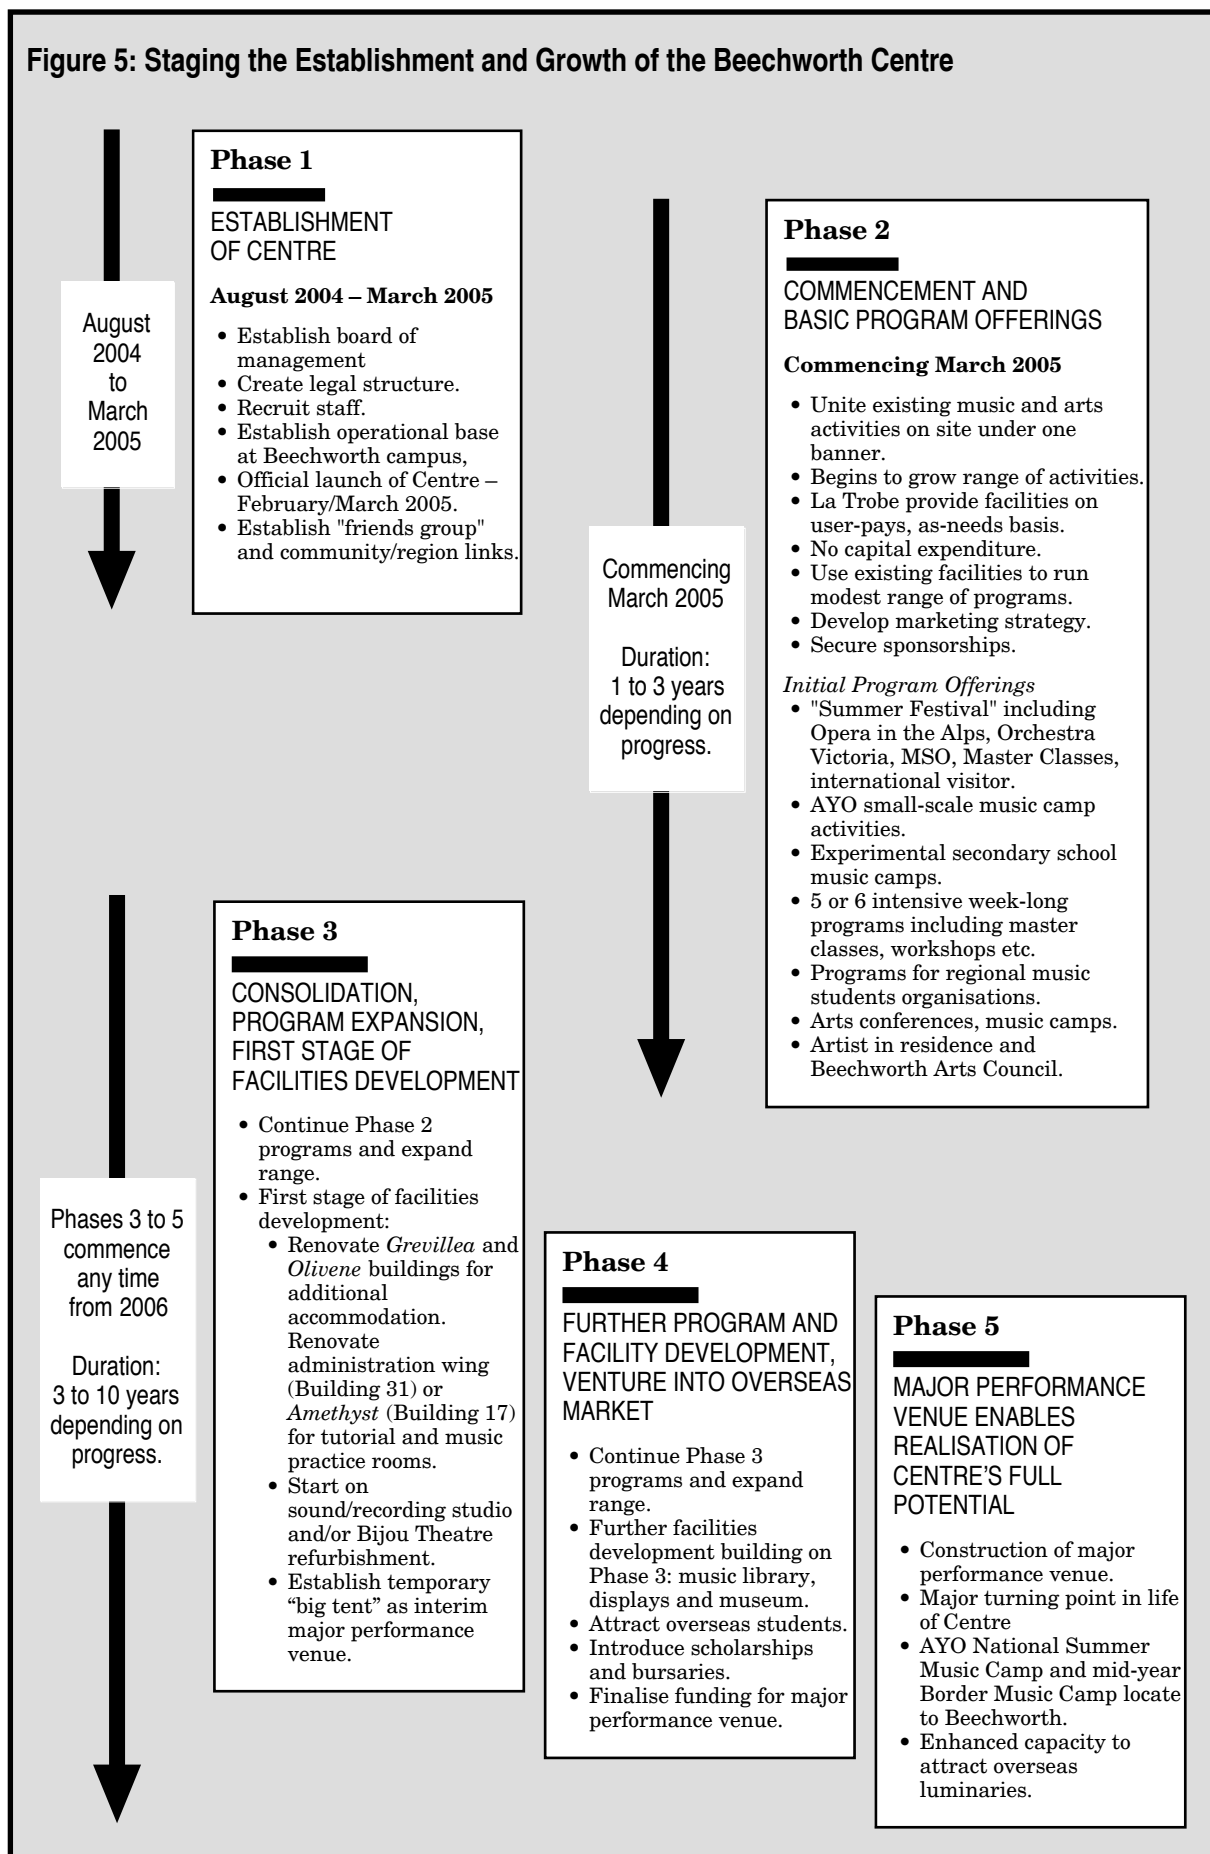 Figure 5: Staging the Establishment and Growth of the Beechworth Centre
August
2004
to
March
2005
Phase 1
ESTABLISHMENT
OF CENTRE
August 2004 – March 2005
• Establish board of
management
• Create legal structure.
• Recruit staff.
• Establish operational base
at Beechworth campus,
• Official launch of Centre –
February/March 2005.
• Establish "friends group"
and community/region links.
Commencing
March 2005
Duration:
1 to 3 years
depending on
progress.
Phase 2
COMMENCEMENT AND
BASIC PROGRAM OFFERINGS
Commencing March 2005
• Unite existing music and arts
activities on site under one
banner.
• Begins to grow range of activities.
• La Trobe provide facilities on
user-pays, as-needs basis.
• No capital expenditure.
• Use existing facilities to run
modest range of programs.
• Develop marketing strategy.
• Secure sponsorships.
Initial Program Offerings
• "Summer Festival" including
Opera in the Alps, Orchestra
Victoria, MSO, Master Classes,
international visitor.
• AYO small-scale music camp
activities.
• Experimental secondary school
music camps.
• 5 or 6 intensive week-long
programs including master
classes, workshops etc.
• Programs for regional music
students organisations.
• Arts conferences, music camps.
• Artist in residence and
Beechworth Arts Council.
Phases 3 to 5
commence
any time
from 2006
Duration:
3 to 10 years
depending on
progress.
Phase 3
CONSOLIDATION,
PROGRAM EXPANSION,
FIRST STAGE OF
FACILITIES DEVELOPMENT
• Continue Phase 2
programs and expand
range.
• First stage of facilities
development:
• Renovate Grevillea and
Olivene buildings for
additional
accommodation.
Renovate
administration wing
(Building 31) or
Amethyst (Building 17)
for tutorial and music
practice rooms.
• Start on
sound/recording studio
and/or Bijou Theatre
refurbishment.
• Establish temporary
“big tent” as interim
major performance
venue.
Phase 4
FURTHER PROGRAM AND
FACILITY DEVELOPMENT,
VENTURE INTO OVERSEAS
MARKET
• Continue Phase 3
programs and expand
range.
• Further facilities
development building on
Phase 3: music library,
displays and museum.
• Attract overseas students.
• Introduce scholarships
and bursaries.
• Finalise funding for major
performance venue.
Phase 5
MAJOR PERFORMANCE
VENUE ENABLES
REALISATION OF
CENTRE’S FULL
POTENTIAL
• Construction of major
performance venue.
• Major turning point in life
of Centre
• AYO National Summer
Music Camp and mid-year
Border Music Camp locate
to Beechworth.
• Enhanced capacity to
attract overseas
luminaries.